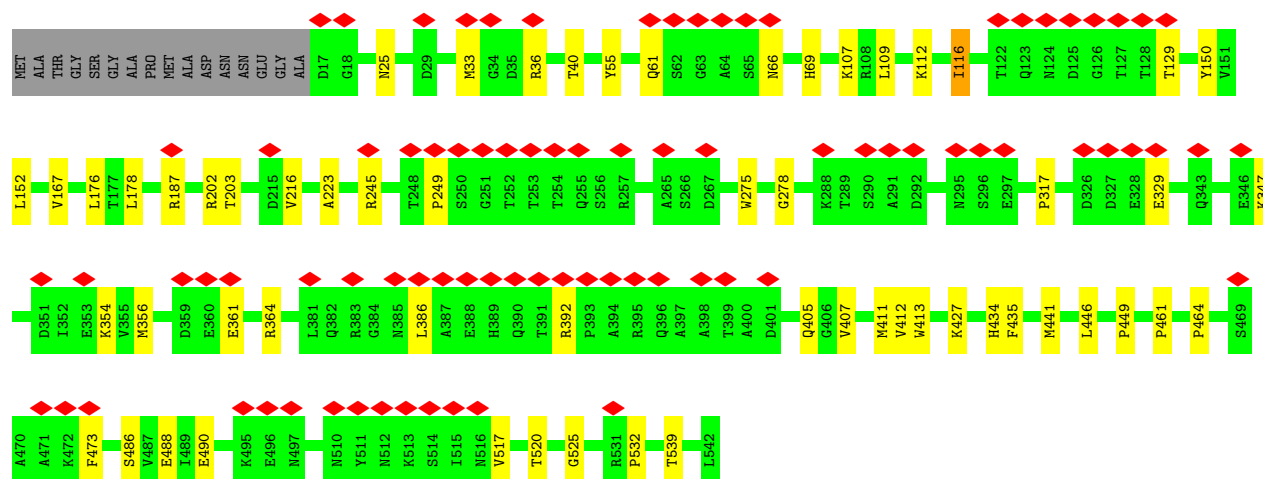 MET ALA THR GLY SER GLY ALA PRO MET ALA ASP ASN ASN GLU GLY ALA D17 G18 N25 D29 M33 G34 D35 R36 T40 Y55 Q61 S62 G63 A64 S65 N66 H69 K107 R108 L109 K112 I116 T122 Q123 N124 D125 G126 T127 T128 T129 Y150 V151
L152 V167 L176 T177 L178 R187 R202 T203 D215 V216 A223 R245 T248 P249 S250 G251 T252 T253 T254 Q255 S256 R257 A265 S266 D267 W275 G278 K288 T289 S290 A291 D292 N295 S296 E297 P317 D326 D327 E328 E329 Q343 E346 K347
D351 I352 E353 K354 V355 M356 D359 E360 E361 R364 L381 Q382 R383 G384 N385 L386 A387 E388 H389 Q390 T391 R392 P393 A394 R395 Q396 A397 A398 T399 A400 D401 Q405 G406 V407 M411 V412 W413 K427 H434 F435 M441 L446 P449 P461 P464 S469
A470 A471 K472 F473 S486 V487 E488 I489 E490 K495 E496 N497 N510 Y511 N512 K513 S514 I515 N516 V517 T520 G525 R531 P532 T539 L542